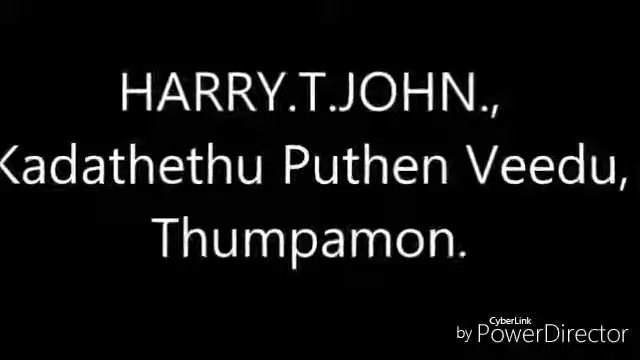 HARRY.T.JOHN.,
Kadathethu Puthen Veedu,
Thumpamon.
CyberLink
by PowerDirector